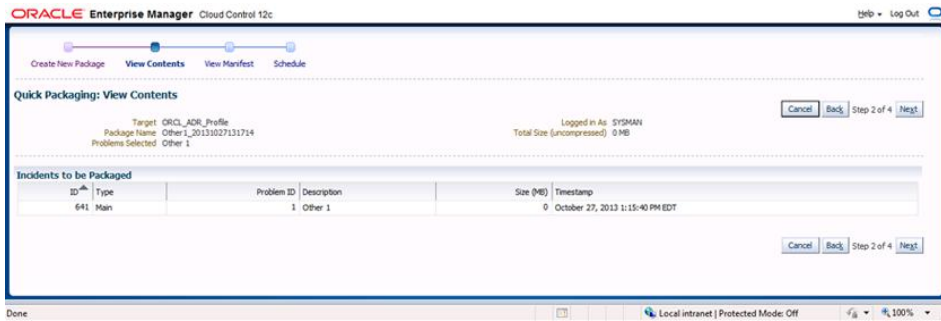 ORACLE Enterprise Manager Cloud Control 12c Help Log Out
Create New Package View Contents View Manifest Schedule
Quick Packaging: View Contents
Cancel Back Step 2 of 4 Next
Target ORCL_ADR_Profile Logged in As SYSMAN
Package Name Other1_20131027131714 Total Size (uncompressed) 0 MB
Problems Selected Other 1
Incidents to be Packaged
ID Type Problem ID Description Size (MB) Timestamp
641 Main 1 Other 1 0 October 27, 2013 1:15:40 PM EDT
Cancel Back Step 2 of 4 Next
Done Local intranet | Protected Mode: Off 100%